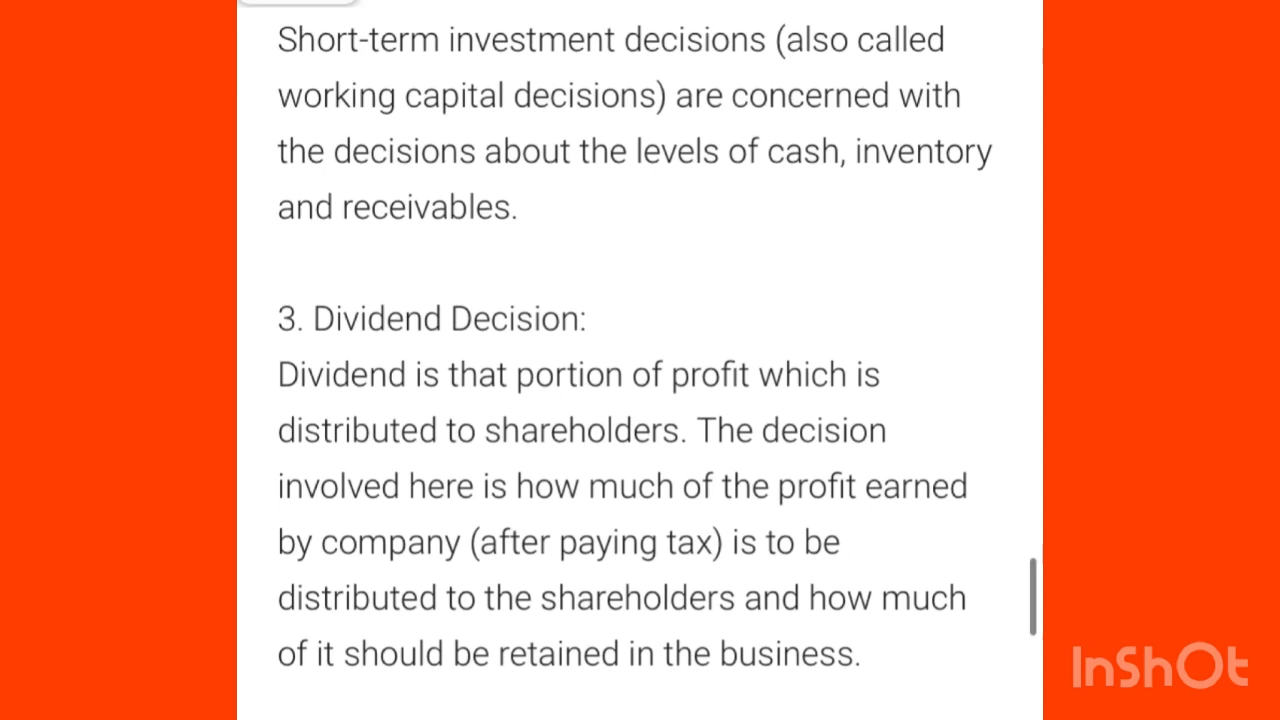 Short-term investment decisions (also called
working capital decisions) are concerned with
the decisions about the levels of cash, inventory
and receivables.
3. Dividend Decision:
Dividend is that portion of profit which is
distributed to shareholders. The decision
involved here is how much of the profit earned
by company (after paying tax) is to be
distributed to the shareholders and how much
of it should be retained in the business.
InShOt